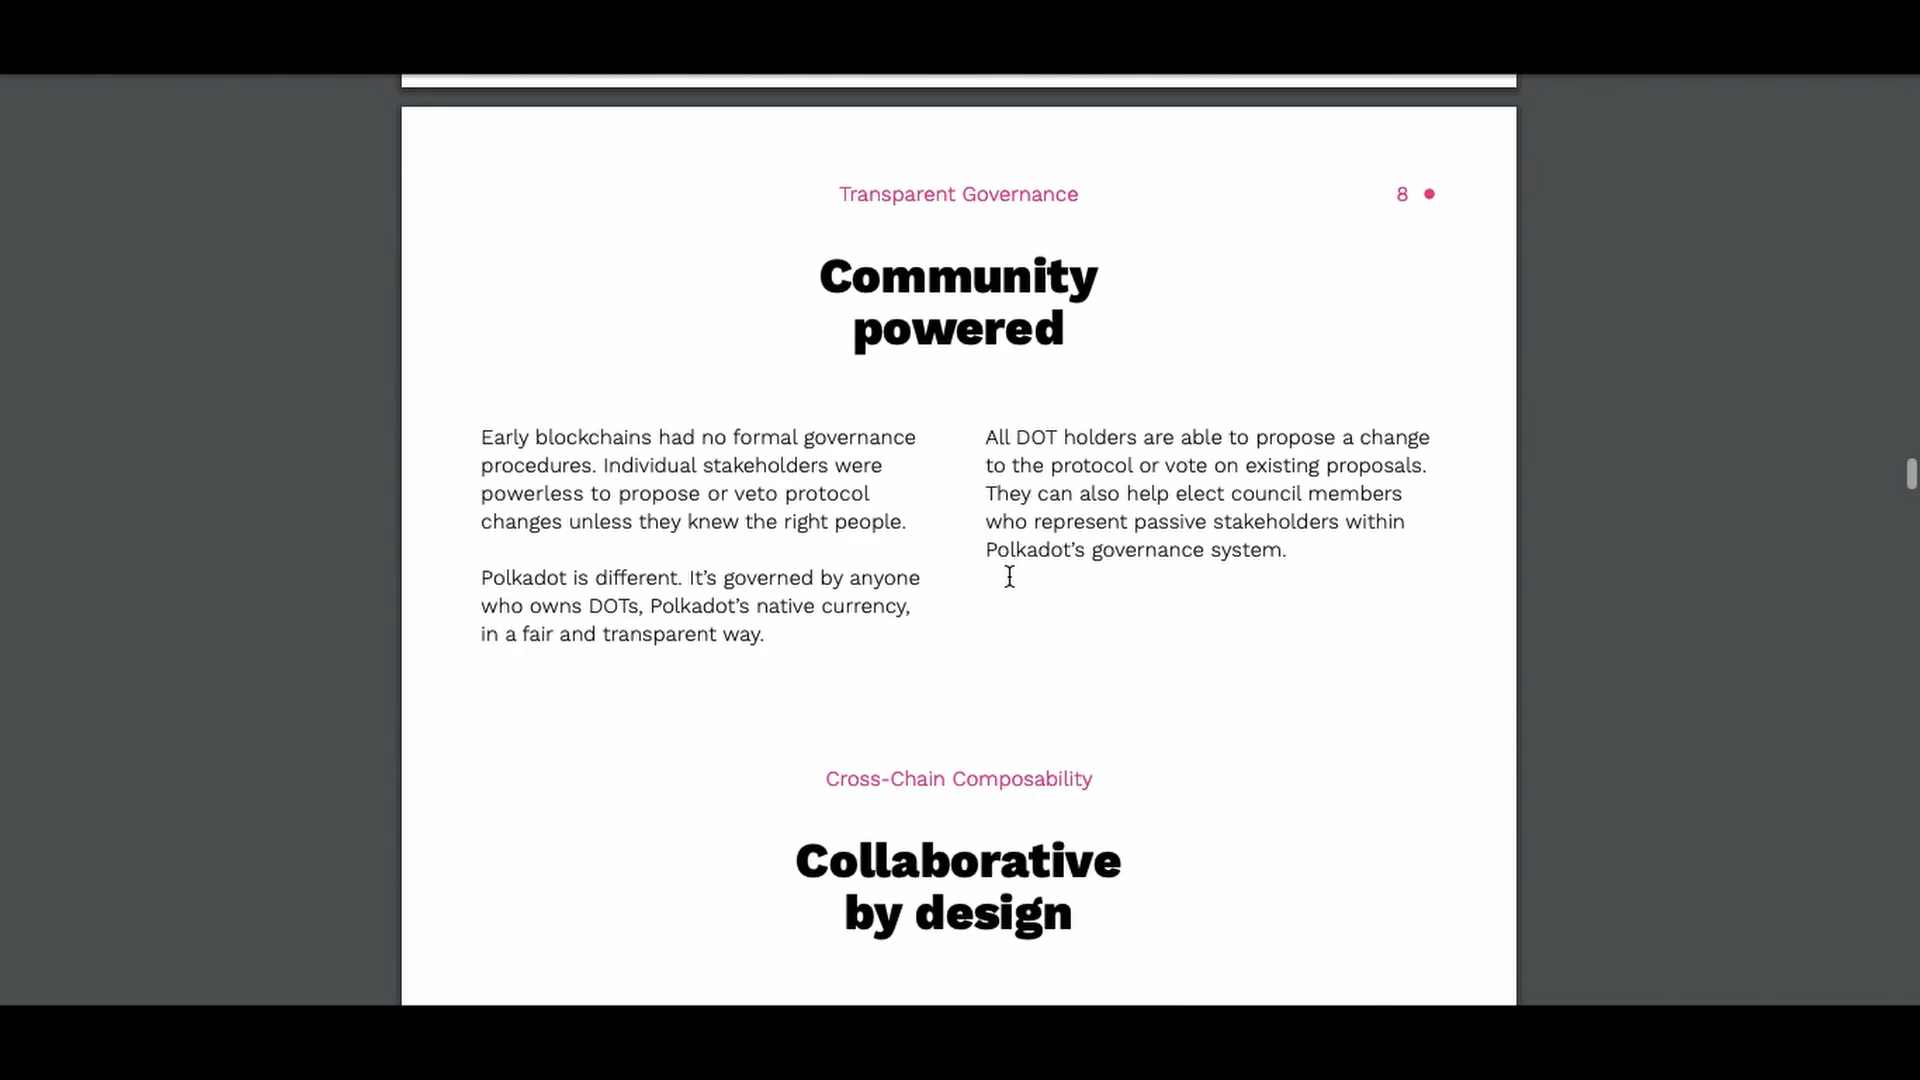 Transparent Governance
8
Community
powered
Early blockchains had no formal governance
procedures. Individual stakeholders were
powerless to propose or veto protocol
changes unless they knew the right people.
Polkadot is different. It’s governed by anyone
who owns DOTs, Polkadot’s native currency,
in a fair and transparent way.
All DOT holders are able to propose a change
to the protocol or vote on existing proposals.
They can also help elect council members
who represent passive stakeholders within
Polkadot’s governance system.
Cross-Chain Composability
Collaborative
by design